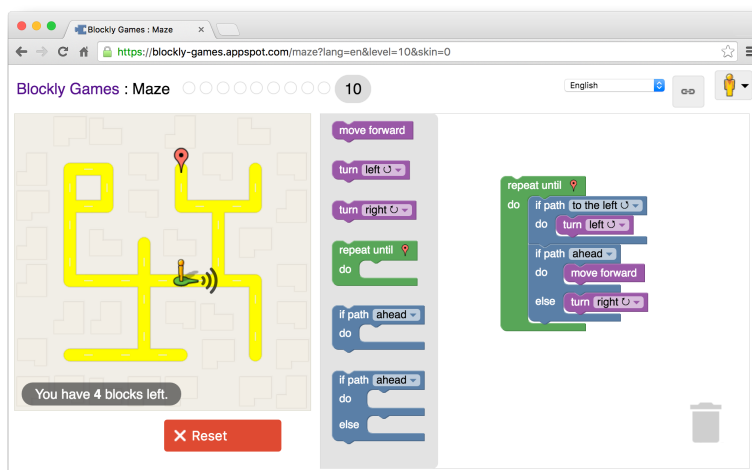 Blockly Games : Maze
https://blockly-games.appspot.com/maze?lang=en&level=10&skin=0
Blockly Games : Maze 10
English
You have 4 blocks left.
Reset
move forward
turn left
turn right
repeat until
do
if path ahead
do
if path ahead
do
else
repeat until
do if path to the left
do turn left
if path ahead
do move forward
else turn right